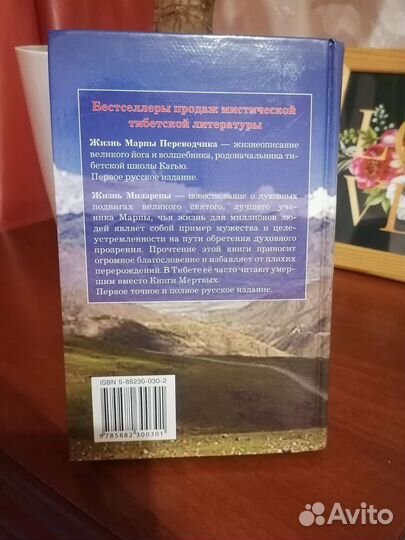 Бестселлеры продаж мистической
тибетской литературы
Жизнь Марпы Переводчика — жизнеописание
великого йога и волшебника, родоначальника ти-
бетской школы Кагью.
Первое русское издание.
Жизнь Миларепы — повествование о духовных
подвигах великого святого, лучшего уче-
ника Марпы, чья жизнь для миллионов лю-
дей являет собой пример мужества и целе-
устремленности на пути обретения духовного
прозрения. Прочтение этой книги приносит
огромное благословение и избавляет от плохих
перерождений. В Тибете её часто читают умер-
шим вместо Книги Мертвых.
Первое точное и полное русское издание.
ISBN 5-88230-030-2
9785882300301
Avito